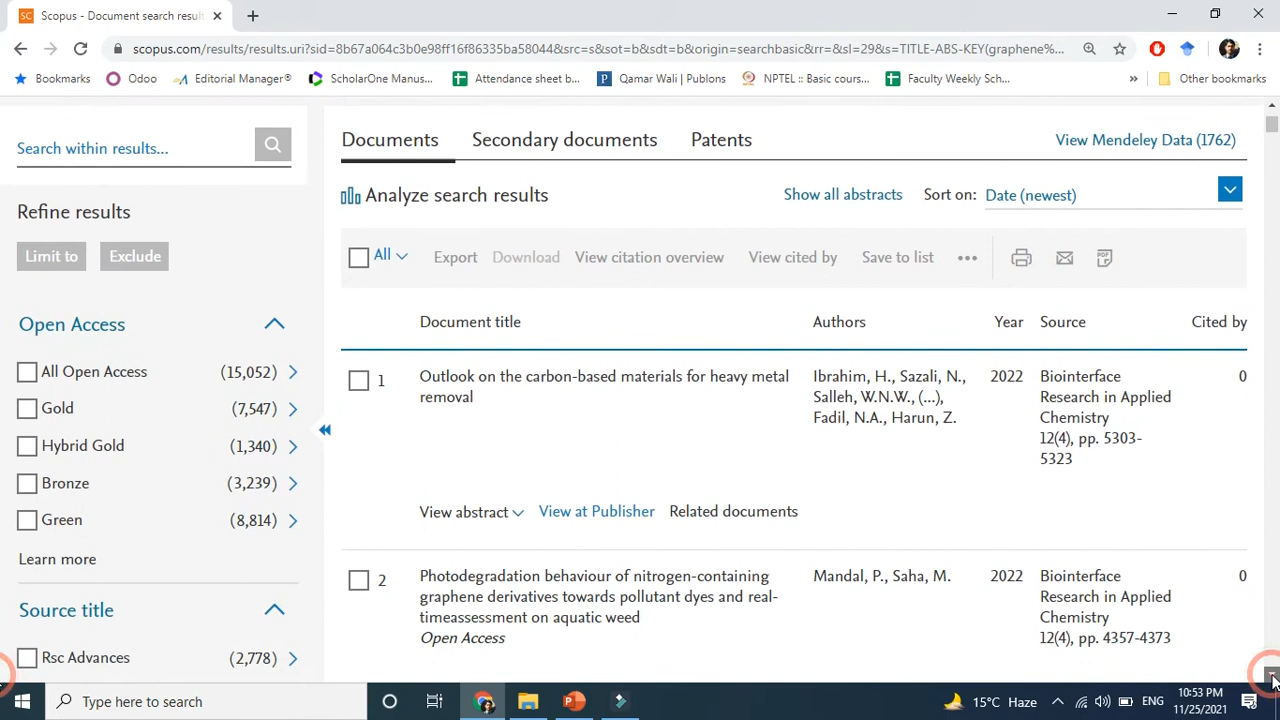 Scopus - Document search result
scopus.com/results/results.uri?sid=8b67a064c3b0e98ff16f86335ba58044&src=s&sot=b&sdt=b&origin=searchbasic&rr=&sl=29&s=TITLE-ABS-KEY(graphene%...
Bookmarks Odoo Editorial Manager® ScholarOne Manus... Attendance sheet b... Qamar Wali | Publons NPTEL :: Basic cours... Faculty Weekly Sch... » Other bookmarks
Search within results...
Documents Secondary documents Patents View Mendeley Data (1762)
Analyze search results Show all abstracts Sort on: Date (newest)
Refine results
Limit to Exclude
All Export Download View citation overview View cited by Save to list •••
PDF
Open Access
Document title Authors Year Source Cited by
All Open Access (15,052)
Gold (7,547)
Hybrid Gold (1,340)
Bronze (3,239)
Green (8,814)
Learn more
Source title
Rsc Advances (2,778)
1 Outlook on the carbon-based materials for heavy metal
removal
Ibrahim, H., Sazali, N.,
Salleh, W.N.W., (...),
Fadil, N.A., Harun, Z.
2022
Biointerface
Research in Applied
Chemistry
12(4), pp. 5303-
5323
0
View abstract View at Publisher Related documents
2 Photodegradation behaviour of nitrogen-containing
graphene derivatives towards pollutant dyes and real-
timeassessment on aquatic weed
Open Access
Mandal, P., Saha, M.
2022
Biointerface
Research in Applied
Chemistry
12(4), pp. 4357-4373
0
Type here to search
15°C Haze
ENG
10:53 PM
11/25/2021